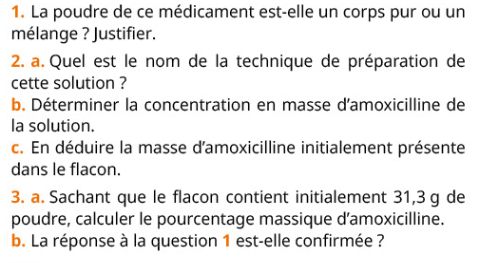 1. La poudre de ce médicament est-elle un corps pur ou un
mélange ? Justifier.
2. a. Quel est le nom de la technique de préparation de
cette solution ?
b. Déterminer la concentration en masse d'amoxicilline de
la solution.
c. En déduire la masse d'amoxicilline initialement présente
dans le flacon.
3. a. Sachant que le flacon contient initialement 31,3 g de
poudre, calculer le pourcentage massique d'amoxicilline.
b. La réponse à la question 1 est-elle confirmée ?